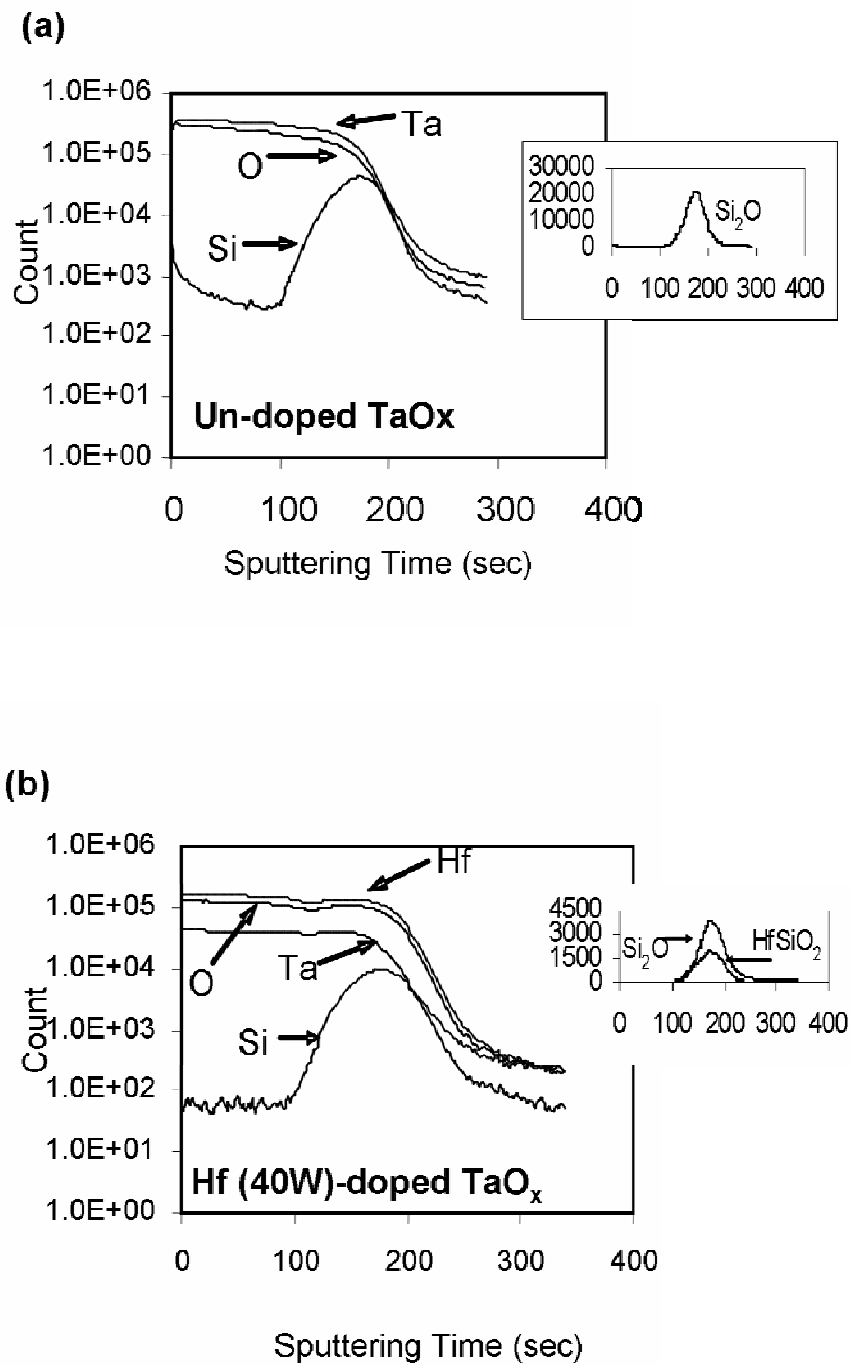 (a)
1.0E+06
1.0E+05
1.0E+04
1.0E+03
1.0E+02
1.0E+01
1.0E+00
Count
Ta
O
Si
Un-doped TaOx
0 100 200 300 400
Sputtering Time (sec)
30000
20000
10000
0
Si₂O
0 100 200 300 400
(b)
1.0E+06
1.0E+05
1.0E+04
1.0E+03
1.0E+02
1.0E+01
1.0E+00
Count
Hf
O
Ta
Si
Hf (40W)-doped TaOₓ
0 100 200 300 400
Sputtering Time (sec)
4500
3000
1500
0
Si₂O
HfSiO₂
0 100 200 300 400